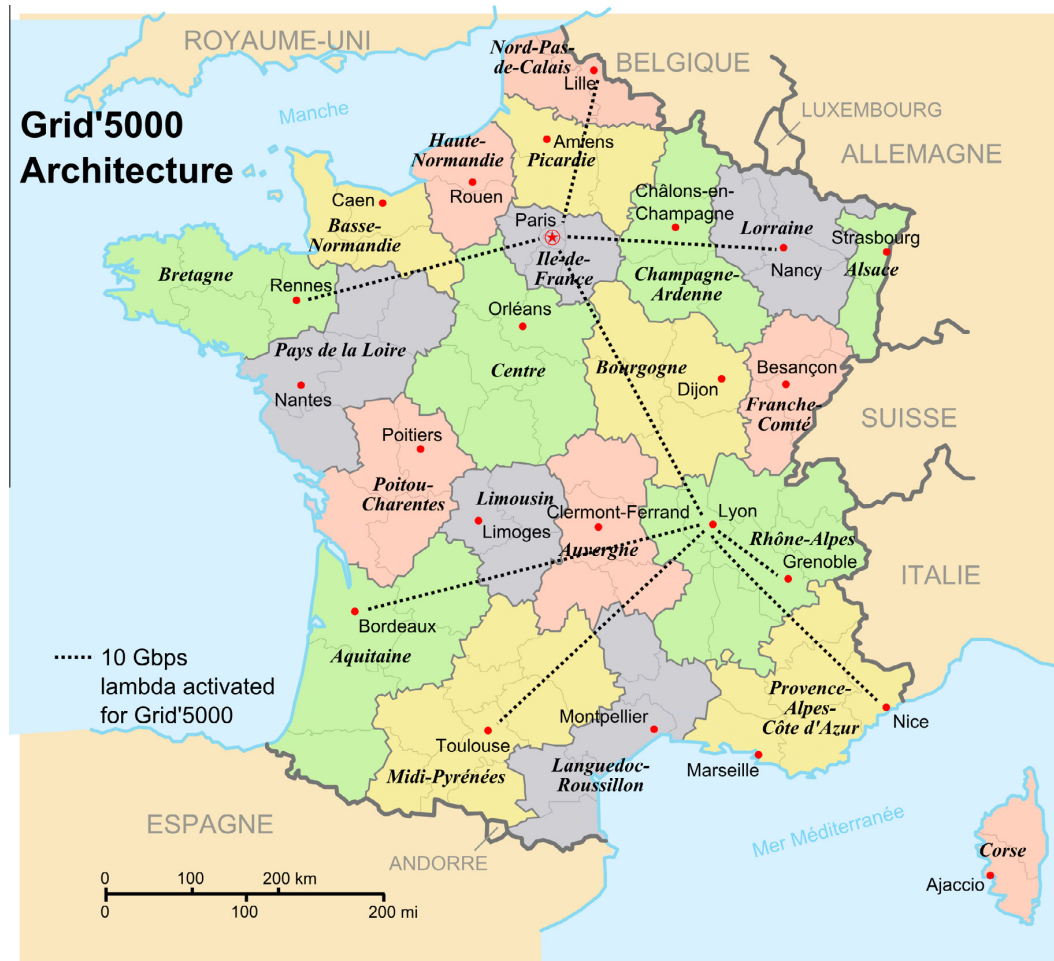 ROYAUME-UNI
Nord-Pas-
de-Calais
BELGIQUE
Lille
Manche
LUXEMBOURG
Grid'5000
Architecture
Haute-
Normandie
Amiens
Picardie
ALLEMAGNE
Rouen
Châlons-en-
Champagne
Caen
Basse-
Normandie
Paris
Lorraine
Strasbourg
Ile-de-
France
Nancy
Alsace
Bretagne
Rennes
Champagne-
Ardenne
Orléans
Pays de la Loire
Centre
Bourgogne
Besançon
Nantes
Dijon
Franche-
Comté
SUISSE
Poitiers
Poitou-
Charentes
Limousin
Clermont-Ferrand
Lyon
Limoges
Auverghe
Rhône-Alpes
Grenoble
ITALIE
Bordeaux
Aquitaine
10 Gbps
lambda activated
for Grid'5000
Provence-
Alpes-
Côte d'Azur
Montpellier
Nice
Toulouse
Midi-Pyrénées
Languedoc-
Roussillon
Marseille
ESPAGNE
ANDORRE
Mer Méditerranée
Corse
Ajaccio
0 100 200 km
0 100 200 mi